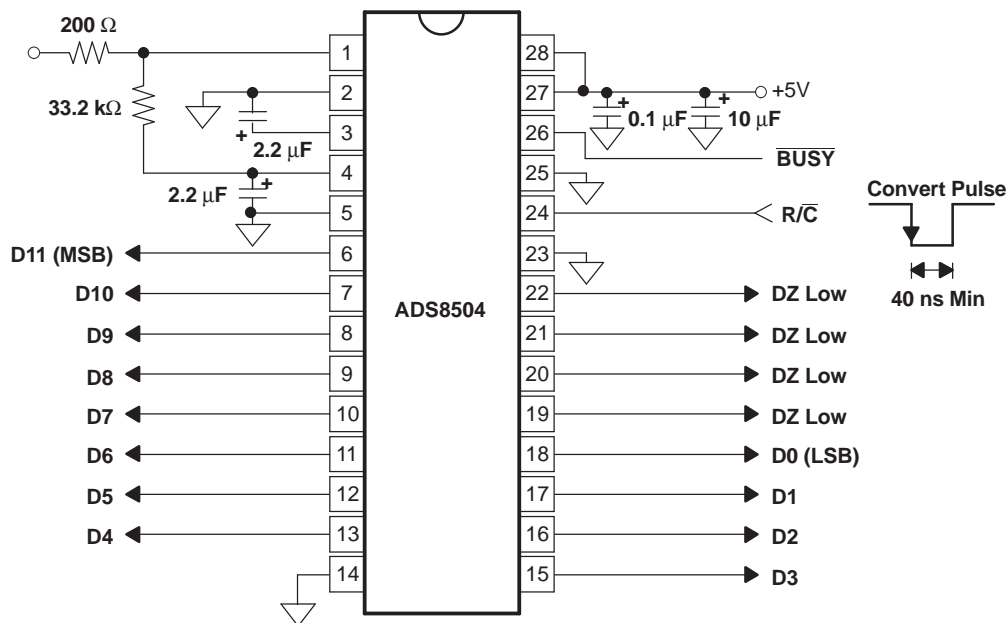 200 Ω
33.2 kΩ
2.2 μF
2.2 μF
+
+
D11 (MSB)
D10
D9
D8
D7
D6
D5
D4
1
2
3
4
5
6
7
8
9
10
11
12
13
14
ADS8504
28
27
26
25
24
23
22
21
20
19
18
17
16
15
+5V
+
0.1 μF
+
10 μF
BUSY
R/C
DZ Low
DZ Low
DZ Low
DZ Low
D0 (LSB)
D1
D2
D3
Convert Pulse
40 ns Min